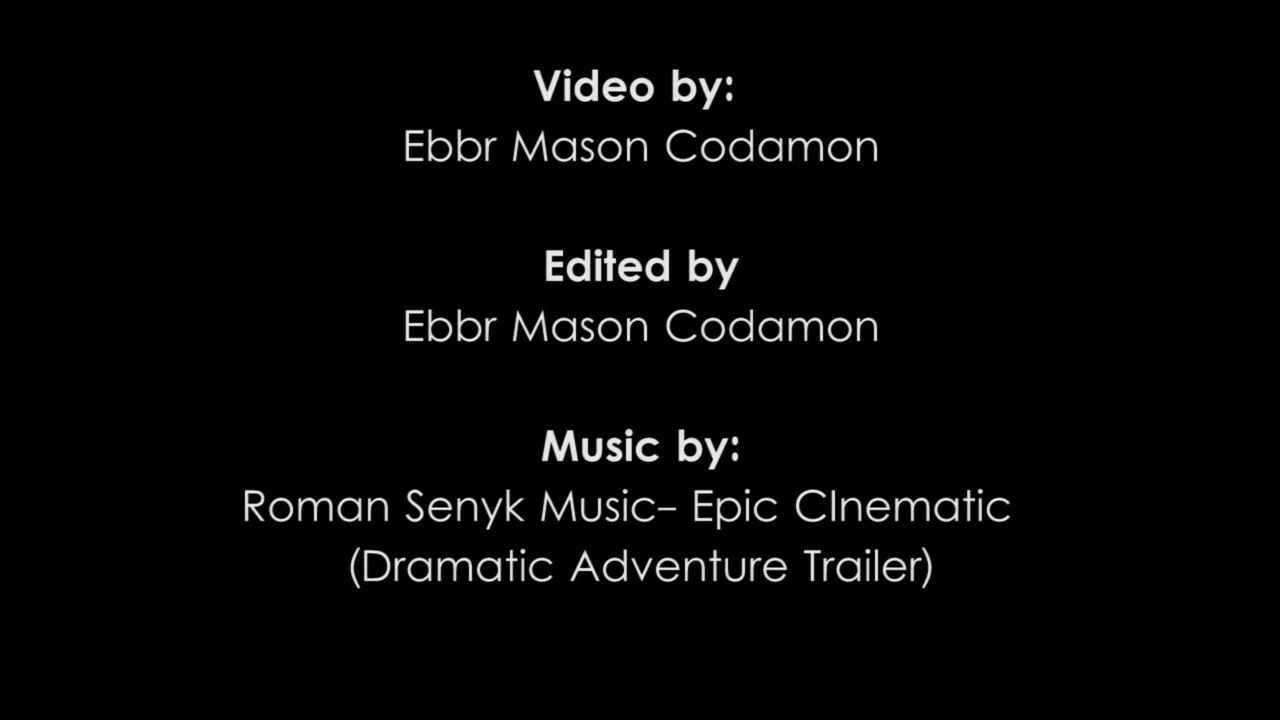 Video by:
Ebbr Mason Codamon
Edited by
Ebbr Mason Codamon
Music by:
Roman Senyk Music- Epic CInematic
(Dramatic Adventure Trailer)